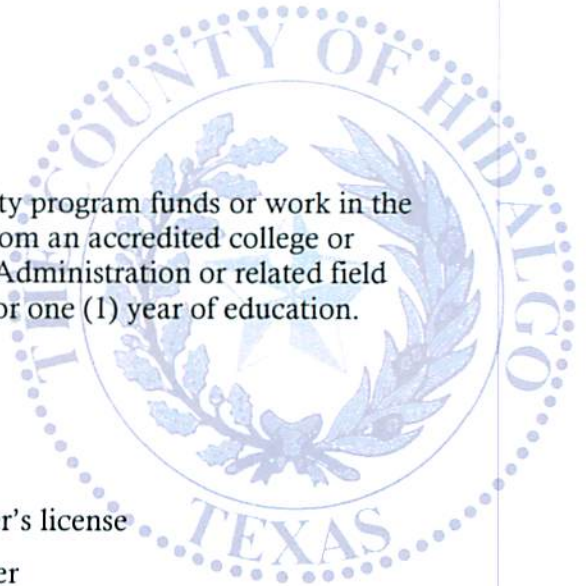 THE COUNTY OF HIDALGO
ty program funds or work in the
om an accredited college or
Administration or related field
or one (1) year of education.
r's license
er
TEXAS